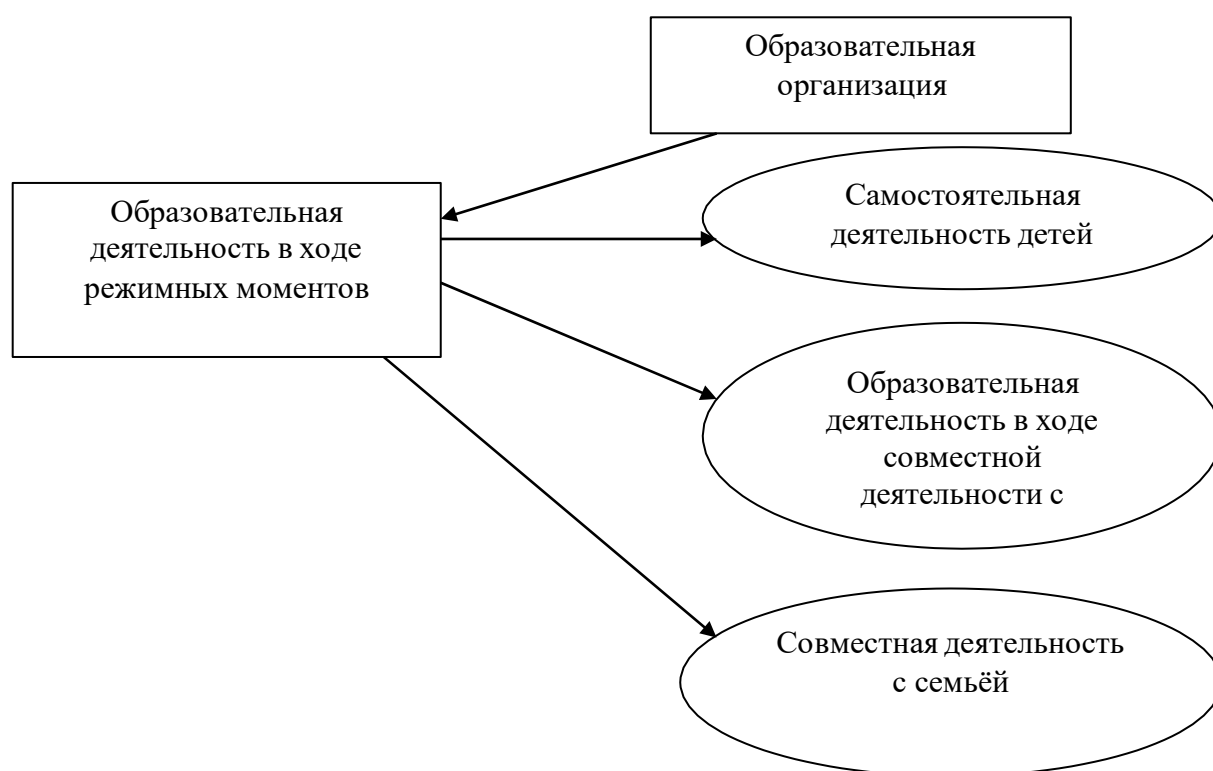 Образовательная
организация
Образовательная
деятельность в ходе
режимных моментов
Самостоятельная
деятельность детей
Образовательная
деятельность в ходе
совместной
деятельности с
Совместная деятельность
с семьёй